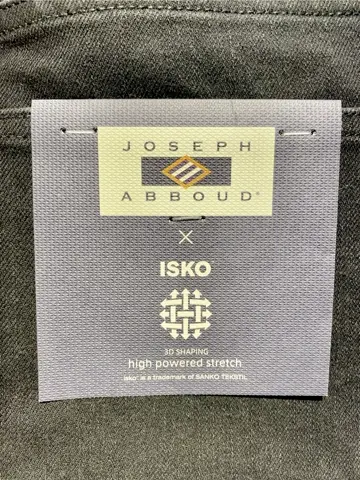 JOSEPH
ABBOUD®
×
ISKO
3D SHAPING
high powered stretch
isko® is a trademark of SANKO TEKSTIL